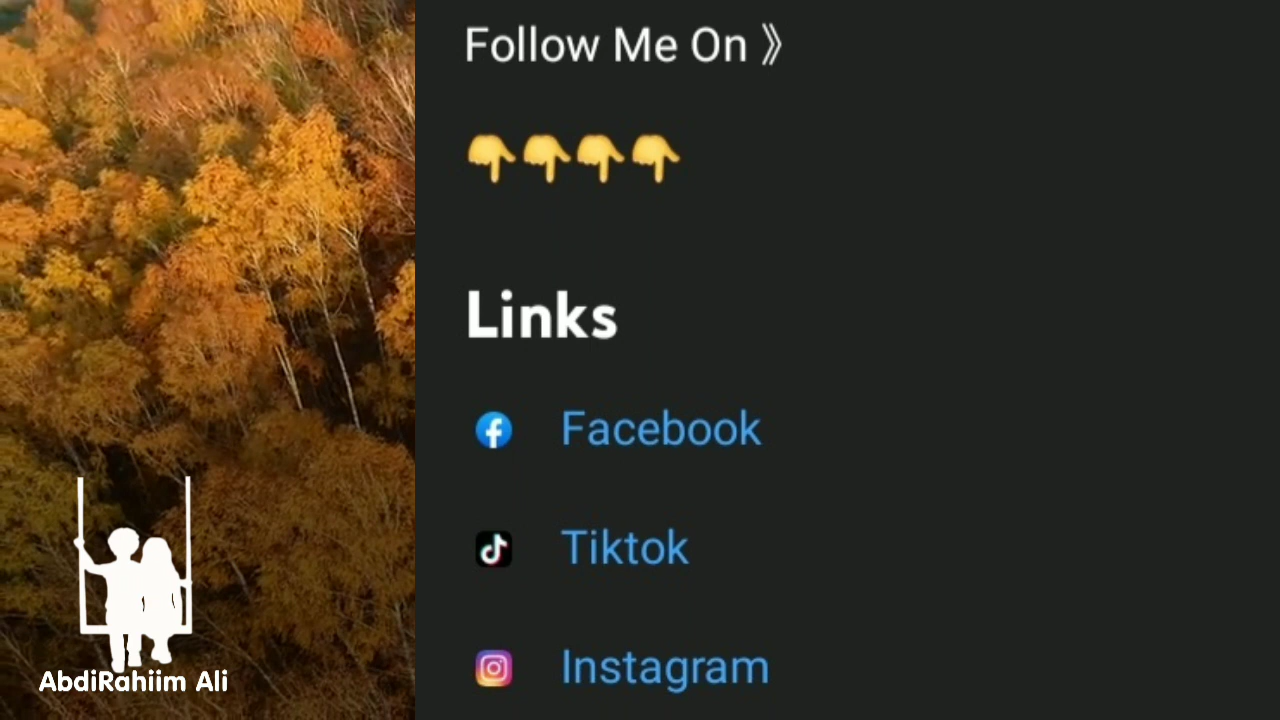 Follow Me On 》
👇👇👇👇
Links
Facebook
Tiktok
Instagram
AbdiRahiim Ali